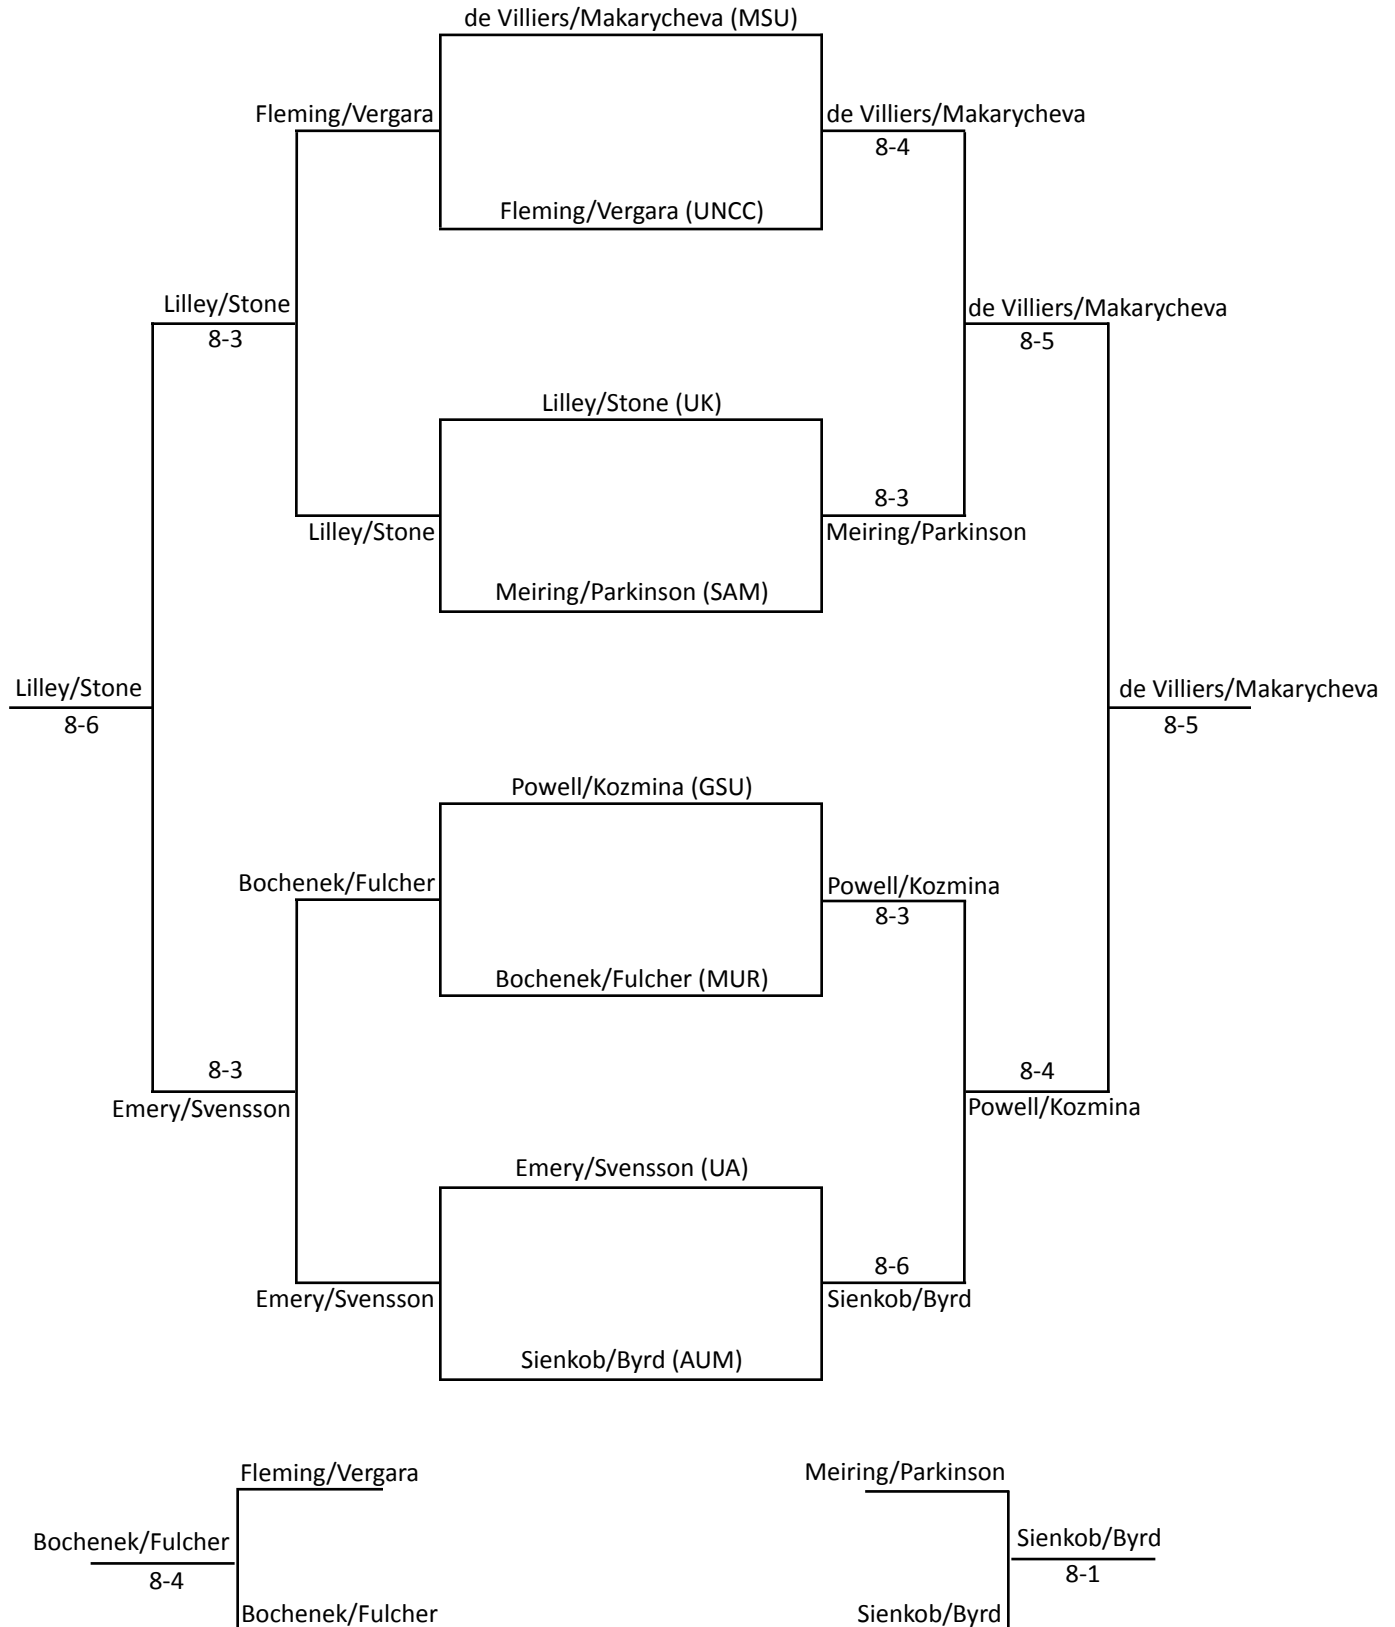 de Villiers/Makarycheva (MSU)
Fleming/Vergara
de Villiers/Makarycheva
8-4
Fleming/Vergara (UNCC)
Lilley/Stone
8-3
de Villiers/Makarycheva
8-5
Lilley/Stone (UK)
8-3
Lilley/Stone
Meiring/Parkinson
Meiring/Parkinson (SAM)
Lilley/Stone
8-6
de Villiers/Makarycheva
8-5
Powell/Kozmina (GSU)
Bochenek/Fulcher
Powell/Kozmina
8-3
Bochenek/Fulcher (MUR)
8-3
Emery/Svensson
8-4
Powell/Kozmina
Emery/Svensson (UA)
8-6
Emery/Svensson
Sienkob/Byrd
Sienkob/Byrd (AUM)
Fleming/Vergara
Meiring/Parkinson
Bochenek/Fulcher
8-4
Sienkob/Byrd
8-1
Bochenek/Fulcher
Sienkob/Byrd